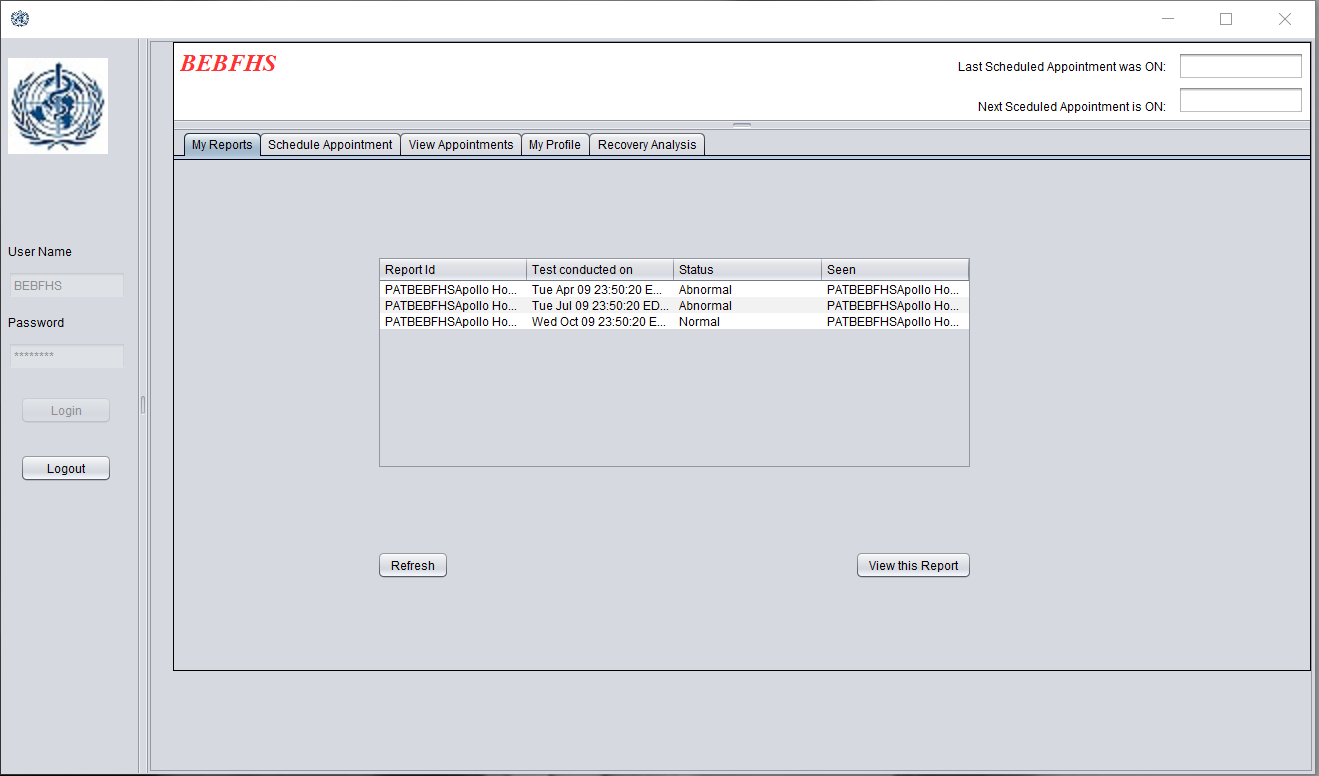 BEBFHS
Last Scheduled Appointment was ON:
Next Sceduled Appointment is ON:
My Reports Schedule Appointment View Appointments My Profile Recovery Analysis
User Name
BEBFHS
Password
********
Login
Logout
Report Id Test conducted on Status Seen
PATBEBFHSApollo Ho... Tue Apr 09 23:50:20 E... Abnormal PATBEBFHSApollo Ho...
PATBEBFHSApollo Ho... Tue Jul 09 23:50:20 ED... Abnormal PATBEBFHSApollo Ho...
PATBEBFHSApollo Ho... Wed Oct 09 23:50:20 E... Normal PATBEBFHSApollo Ho...
Refresh View this Report